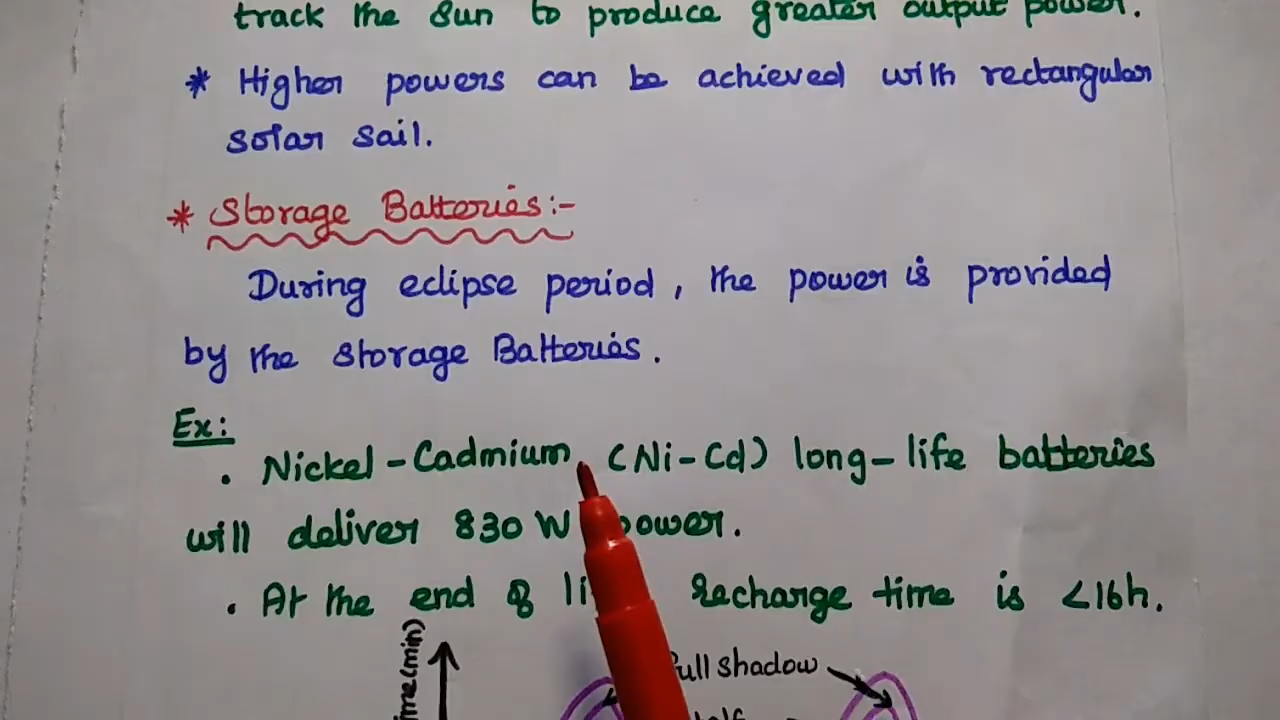 track the sun to produce greater output power.
* Higher powers can be achieved with rectangular
solar sail.
* Storage Batteries:-
During eclipse period, the power is provided
by the storage Batteries.
Ex:
. Nickel-Cadmium (Ni-Cd) long-life batteries
will deliver 830 W power.
. At the end of recharge time is <16h.
(min)
Full shadow